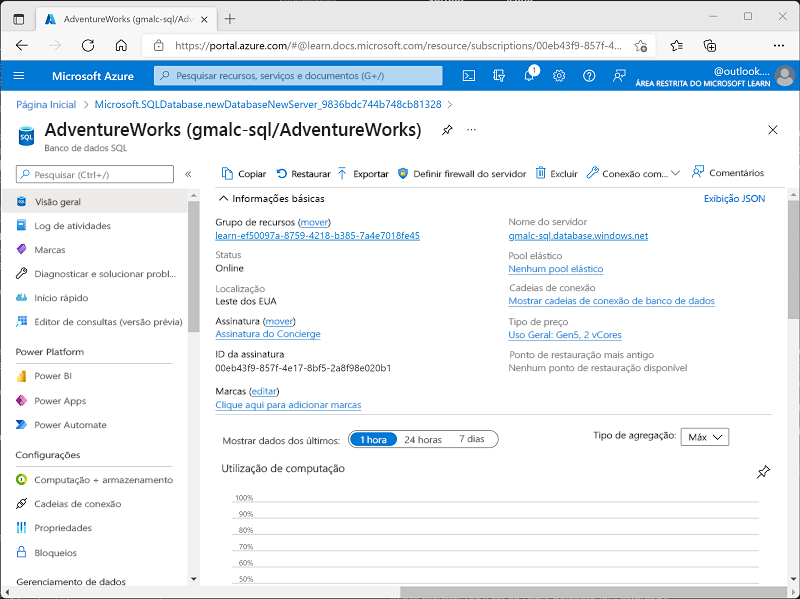 AdventureWorks (gmalc-sql/Adv
https://portal.azure.com/#@learn.docs.microsoft.com/resource/subscriptions/00eb43f9-857f-4...
Microsoft Azure
Pesquisar recursos, serviços e documentos (G+/)
1
@outlook....
ÁREA RESTRITA DO MICROSOFT LEARN
Página Inicial > Microsoft.SQLDatabase.newDatabaseNewServer_9836bdc744b748cb81328 >
SQL
AdventureWorks (gmalc-sql/AdventureWorks)
Banco de dados SQL
Pesquisar (Ctrl+/)
Visão geral
Log de atividades
Marcas
Diagnosticar e solucionar probl...
Início rápido
Editor de consultas (versão prévia)
Power Platform
Power BI
Power Apps
Power Automate
Configurações
Computação + armazenamento
Cadeias de conexão
Propriedades
Bloqueios
Gerenciamento de dados
Copiar Restaurar Exportar Definir firewall do servidor Excluir Conexão com... Comentários
Informações básicas
Exibição JSON
Grupo de recursos (mover)
learn-ef50097a-8759-4218-b385-7a4e7018fe45
Status
Online
Localização
Leste dos EUA
Assinatura (mover)
Assinatura do Concierge
ID da assinatura
00eb43f9-857f-4e17-8bf5-2a8f98e020b1
Marcas (editar)
Clique aqui para adicionar marcas
Nome do servidor
gmalc-sql.database.windows.net
Pool elástico
Nenhum pool elástico
Cadeias de conexão
Mostrar cadeias de conexão de banco de dados
Tipo de preço
Uso Geral: Gen5, 2 vCores
Ponto de restauração mais antigo
Nenhum ponto de restauração disponível
Mostrar dados dos últimos: 1 hora 24 horas 7 dias
Tipo de agregação: Máx
Utilização de computação
100%
90%
80%
70%
60%
50%